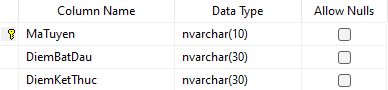 Column Name Data Type Allow Nulls
MaTuyen nvarchar(10)
DiemBatDau nvarchar(30)
DiemKetThuc nvarchar(30)